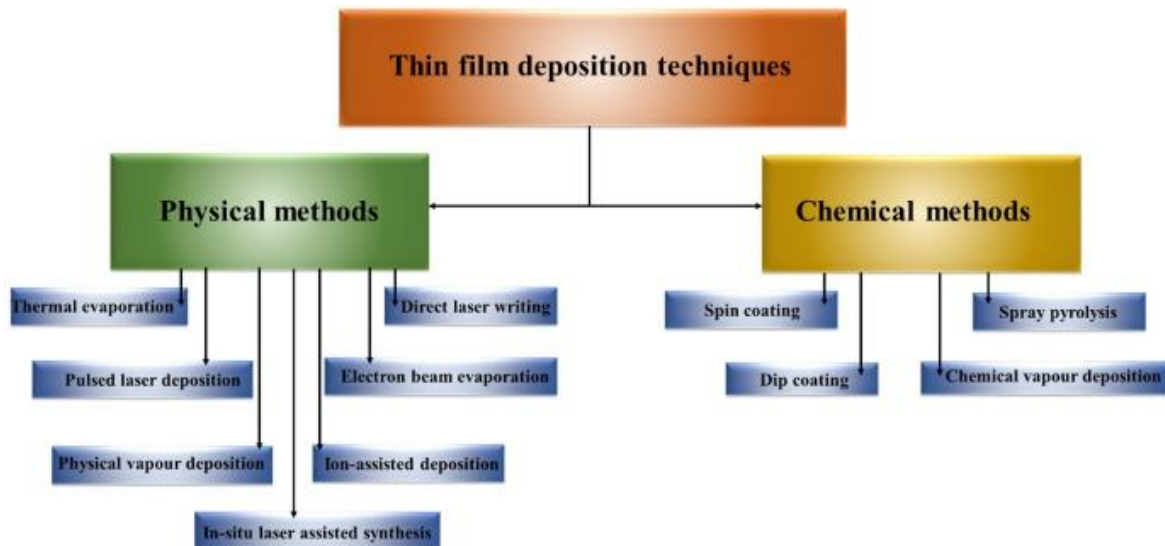 Thin film deposition techniques
Physical methods
Chemical methods
Thermal evaporation
Direct laser writing
Pulsed laser deposition
Electron beam evaporation
Physical vapour deposition
Ion-assisted deposition
In-situ laser assisted synthesis
Spin coating
Spray pyrolysis
Dip coating
Chemical vapour deposition